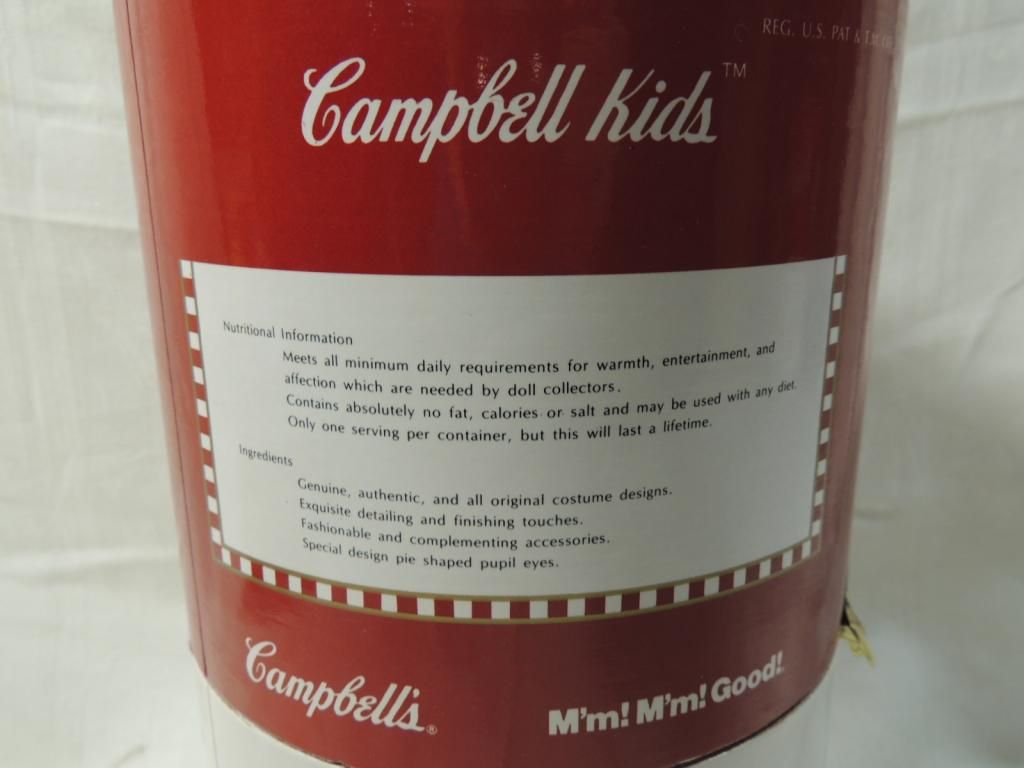 REG. U.S. PAT & T.M.
Campbell Kids™
Nutritional Information
Meets all minimum daily requirements for warmth, entertainment, and
affection which are needed by doll collectors.
Contains absolutely no fat, calories or salt and may be used with any diet.
Only one serving per container, but this will last a lifetime.
Ingredients
Genuine, authentic, and all original costume designs.
Exquisite detailing and finishing touches.
Fashionable and complementing accessories.
Special design pie shaped pupil eyes.
Campbell's®
M'm! M'm! Good!